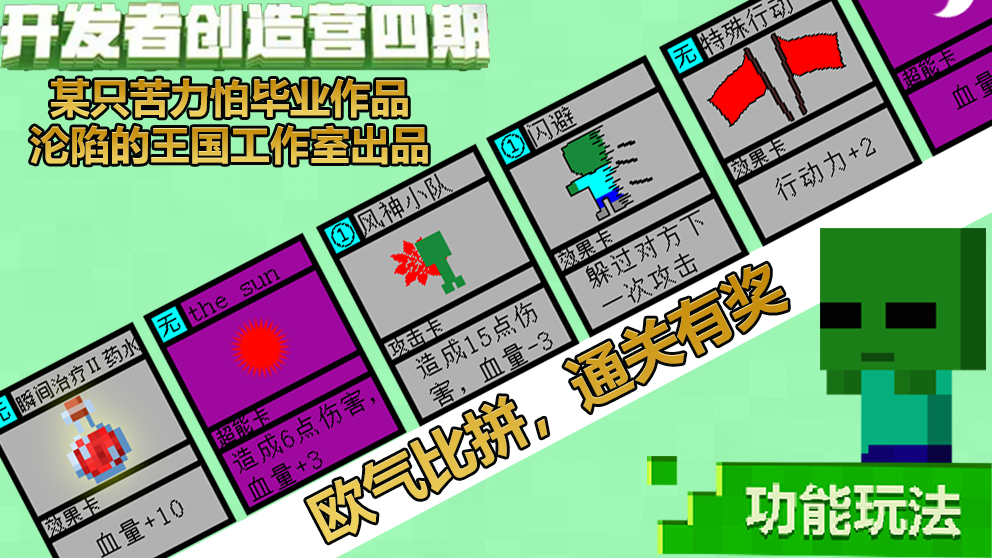 开发者创造营四期
某只苦力怕毕业作品
沦陷的王国工作室出品
无
瞬间治疗II药水
效果卡
血量+10
无
the sun
超能卡
造成6点伤害，
血量+3
①
风神小队
攻击卡
造成15点伤
害，血量-3
①
闪避
效果卡
躲过对方下
一次攻击
无
特殊行动
效果卡
行动力+2
超能卡
血量
欧气比拼，通关有奖
功能玩法